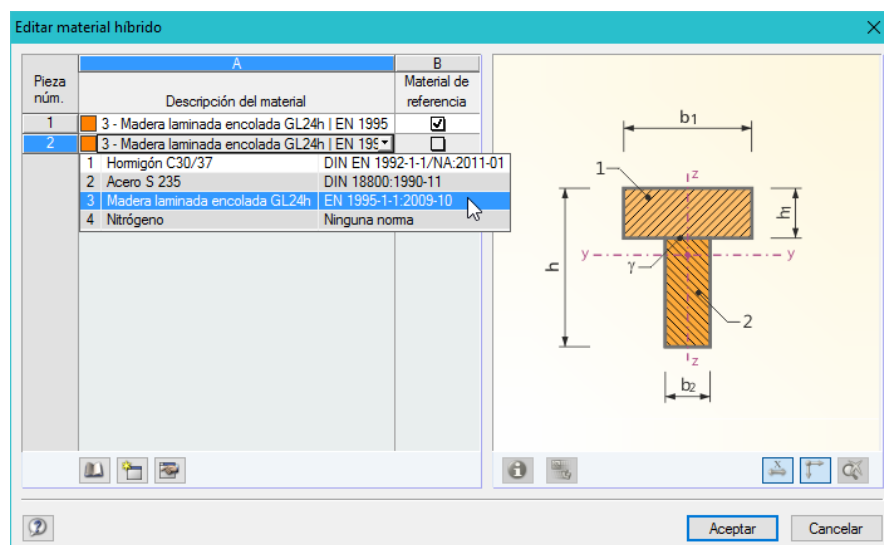 Editar material híbrido
A B
Pieza núm. Descripción del material Material de referencia
1 3 - Madera laminada encolada GL24h | EN 1995
2 3 - Madera laminada encolada GL24h | EN 199
1 Hormigón C30/37 DIN EN 1992-1-1/NA:2011-01
2 Acero S 235 DIN 18800:1990-11
3 Madera laminada encolada GL24h EN 1995-1-1:2009-10
4 Nitrógeno Ninguna norma
b1
1 z
h1
y γ y
h
2
z
b2
x
Aceptar Cancelar